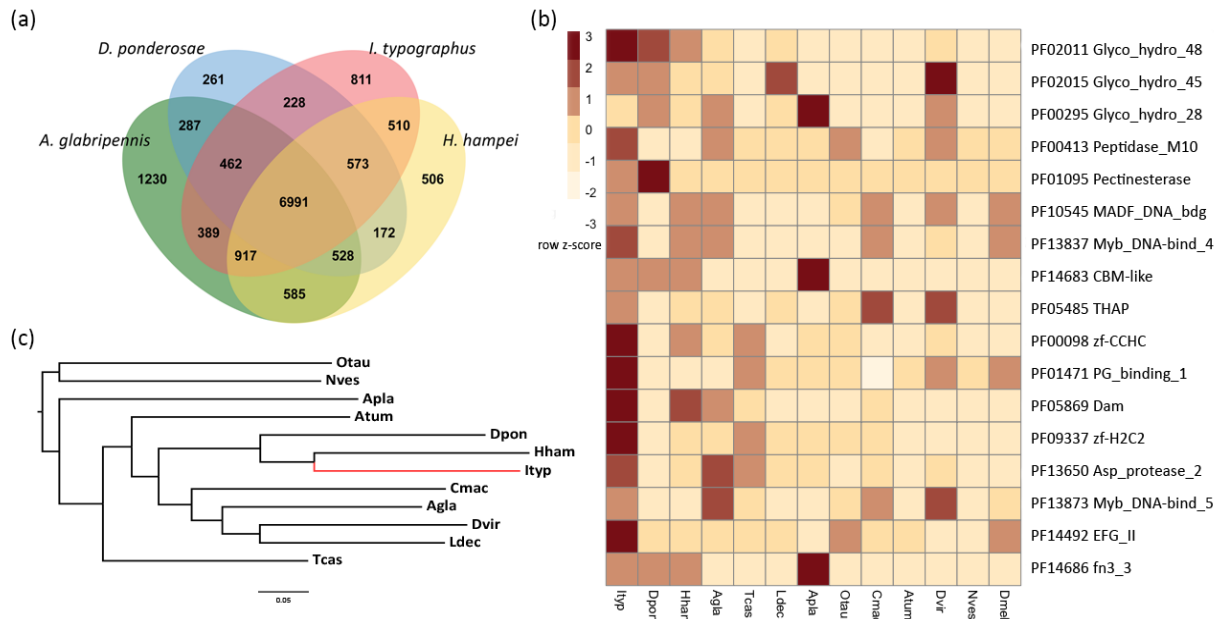 (a)
D. ponderosae
I. typographus
A. glabripennis
H. hampei
261
811
228
287
510
462
573
1230
506
6991
389
172
917
528
585
(b)
3
2
1
0
-1
-2
-3
row z-score
PF02011 Glyco_hydro_48
PF02015 Glyco_hydro_45
PF00295 Glyco_hydro_28
PF00413 Peptidase_M10
PF01095 Pectinesterase
PF10545 MADF_DNA_bdg
PF13837 Myb_DNA-bind_4
PF14683 CBM-like
PF05485 THAP
PF00098 zf-CCHC
PF01471 PG_binding_1
PF05869 Dam
PF09337 zf-H2C2
PF13650 Asp_protease_2
PF13873 Myb_DNA-bind_5
PF14492 EFG_II
PF14686 fn3_3
Ityp
Dpon
Hham
Agla
Tcas
Ldec
Apla
Otau
Cmac
Atum
Dvir
Nves
Dmel
(c)
Otau
Nves
Apla
Atum
Dpon
Hham
Ityp
Cmac
Agla
Dvir
Ldec
Tcas
0.05